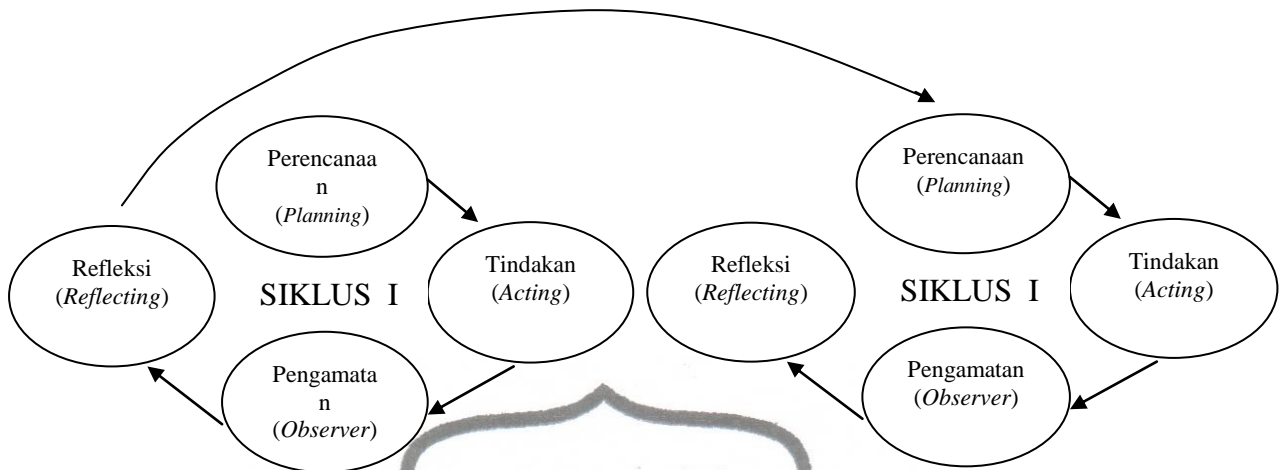 Perencanaa
n
(Planning)
Refleksi
(Reflecting)
SIKLUS I
Tindakan
(Acting)
Pengamata
n
(Observer)
Perencanaan
(Planning)
Refleksi
(Reflecting)
SIKLUS I
Tindakan
(Acting)
Pengamatan
(Observer)